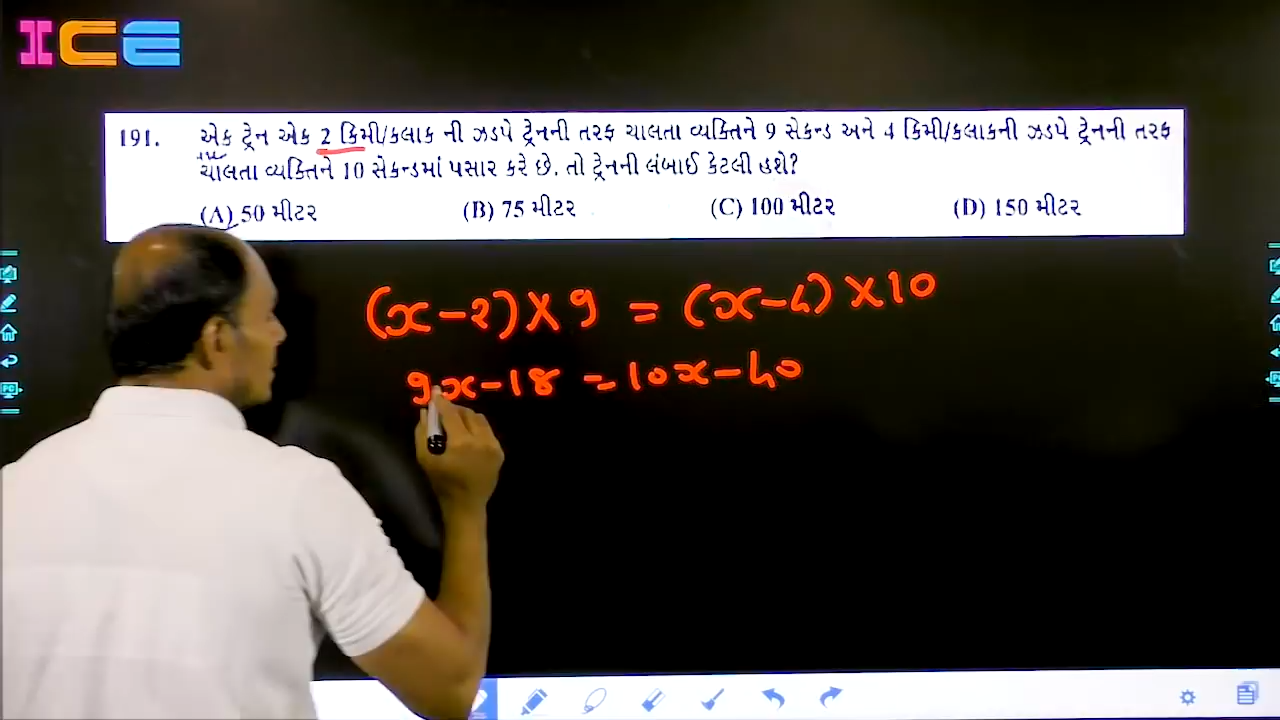 ICE
191. એક ટ્રેન એક 2 કિમી/કલાક ની ઝડપે ટ્રેનની તરફ ચાલતા વ્યક્તિને 9 સેકન્ડ અને 4 કિમી/કલાકની ઝડપે ટ્રેનની તરફ
ચાલતા વ્યક્તિને 10 સેકન્ડમાં પસાર કરે છે. તો ટ્રેનની લંબાઈ કેટલી હશે?
(A) 50 મીટર (B) 75 મીટર (C) 100 મીટર (D) 150 મીટર
(x-2)×9 = (x-4)×10
9x-18 = 10x-40